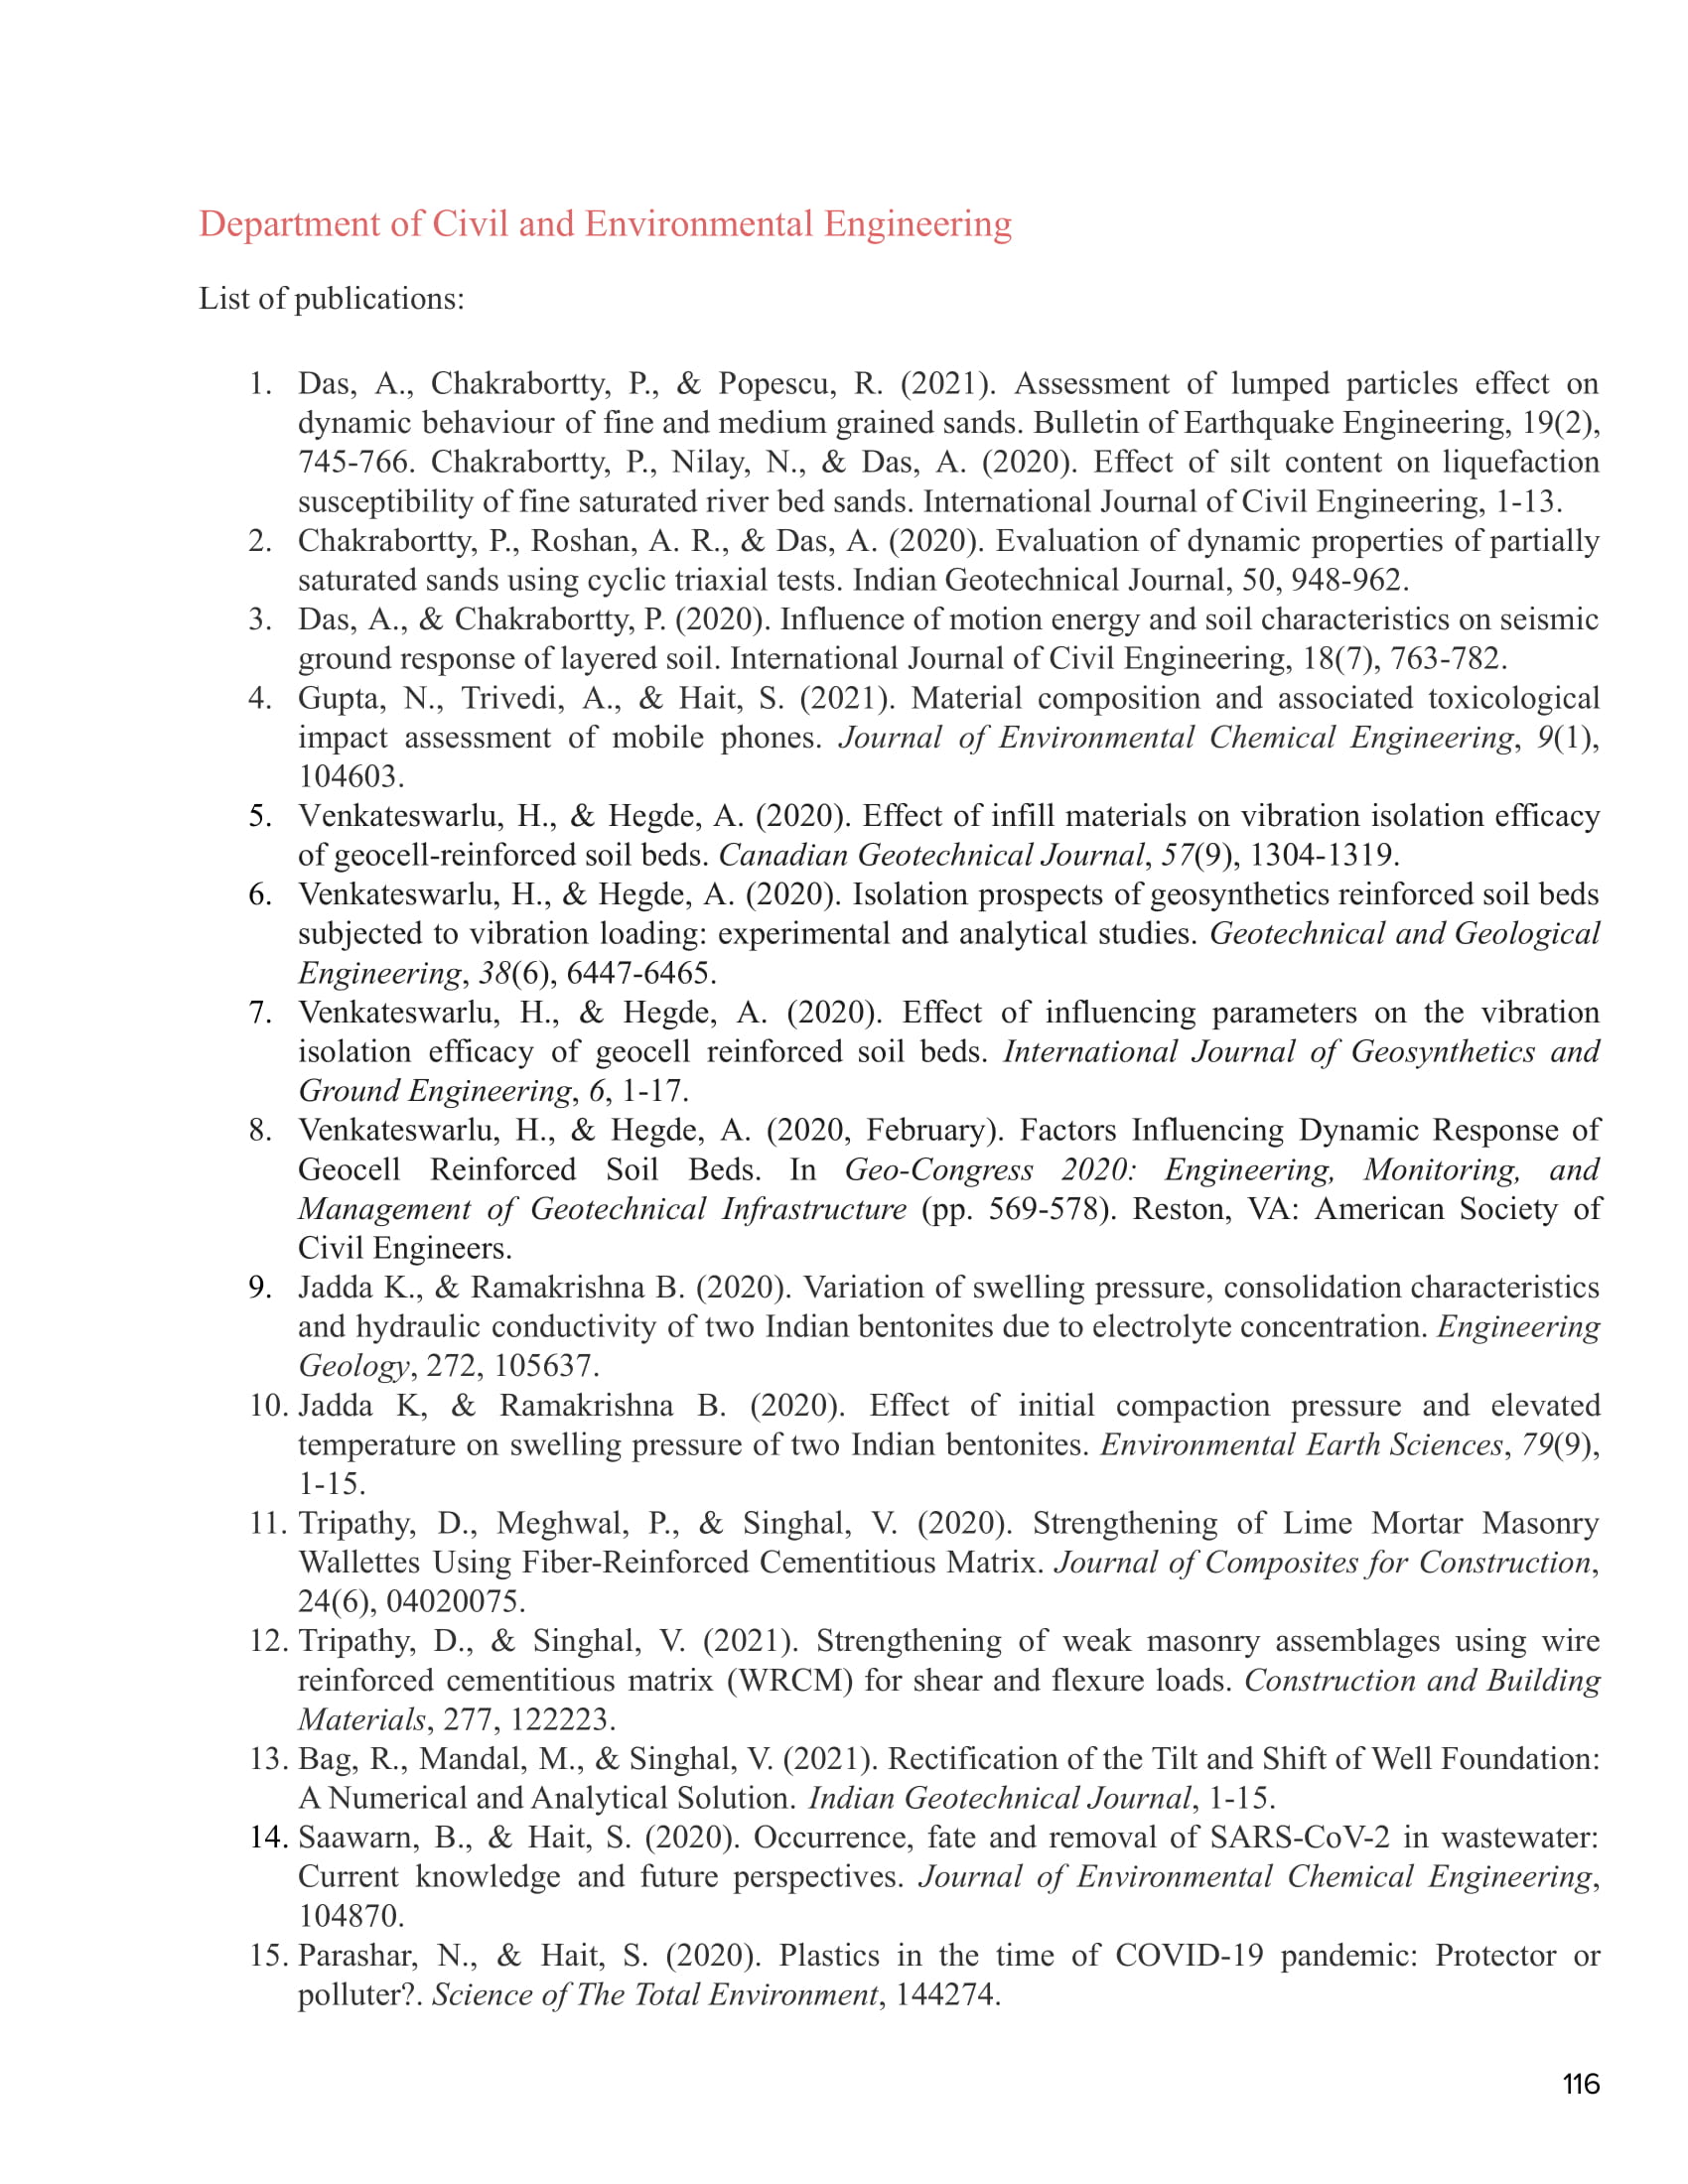 Department of Civil and Environmental Engineering
List of publications:
1. Das, A., Chakrabortty, P., & Popescu, R. (2021). Assessment of lumped particles effect on
dynamic behaviour of fine and medium grained sands. Bulletin of Earthquake Engineering, 19(2),
745-766. Chakrabortty, P., Nilay, N., & Das, A. (2020). Effect of silt content on liquefaction
susceptibility of fine saturated river bed sands. International Journal of Civil Engineering, 1-13.
2. Chakrabortty, P., Roshan, A. R., & Das, A. (2020). Evaluation of dynamic properties of partially
saturated sands using cyclic triaxial tests. Indian Geotechnical Journal, 50, 948-962.
3. Das, A., & Chakrabortty, P. (2020). Influence of motion energy and soil characteristics on seismic
ground response of layered soil. International Journal of Civil Engineering, 18(7), 763-782.
4. Gupta, N., Trivedi, A., & Hait, S. (2021). Material composition and associated toxicological
impact assessment of mobile phones. Journal of Environmental Chemical Engineering, 9(1),
104603.
5. Venkateswarlu, H., & Hegde, A. (2020). Effect of infill materials on vibration isolation efficacy
of geocell-reinforced soil beds. Canadian Geotechnical Journal, 57(9), 1304-1319.
6. Venkateswarlu, H., & Hegde, A. (2020). Isolation prospects of geosynthetics reinforced soil beds
subjected to vibration loading: experimental and analytical studies. Geotechnical and Geological
Engineering, 38(6), 6447-6465.
7. Venkateswarlu, H., & Hegde, A. (2020). Effect of influencing parameters on the vibration
isolation efficacy of geocell reinforced soil beds. International Journal of Geosynthetics and
Ground Engineering, 6, 1-17.
8. Venkateswarlu, H., & Hegde, A. (2020, February). Factors Influencing Dynamic Response of
Geocell Reinforced Soil Beds. In Geo-Congress 2020: Engineering, Monitoring, and
Management of Geotechnical Infrastructure (pp. 569-578). Reston, VA: American Society of
Civil Engineers.
9. Jadda K., & Ramakrishna B. (2020). Variation of swelling pressure, consolidation characteristics
and hydraulic conductivity of two Indian bentonites due to electrolyte concentration. Engineering
Geology, 272, 105637.
10. Jadda K, & Ramakrishna B. (2020). Effect of initial compaction pressure and elevated
temperature on swelling pressure of two Indian bentonites. Environmental Earth Sciences, 79(9),
1-15.
11. Tripathy, D., Meghwal, P., & Singhal, V. (2020). Strengthening of Lime Mortar Masonry
Wallettes Using Fiber-Reinforced Cementitious Matrix. Journal of Composites for Construction,
24(6), 04020075.
12. Tripathy, D., & Singhal, V. (2021). Strengthening of weak masonry assemblages using wire
reinforced cementitious matrix (WRCM) for shear and flexure loads. Construction and Building
Materials, 277, 122223.
13. Bag, R., Mandal, M., & Singhal, V. (2021). Rectification of the Tilt and Shift of Well Foundation:
A Numerical and Analytical Solution. Indian Geotechnical Journal, 1-15.
14. Saawarn, B., & Hait, S. (2020). Occurrence, fate and removal of SARS-CoV-2 in wastewater:
Current knowledge and future perspectives. Journal of Environmental Chemical Engineering,
104870.
15. Parashar, N., & Hait, S. (2020). Plastics in the time of COVID-19 pandemic: Protector or
polluter?. Science of The Total Environment, 144274.
116